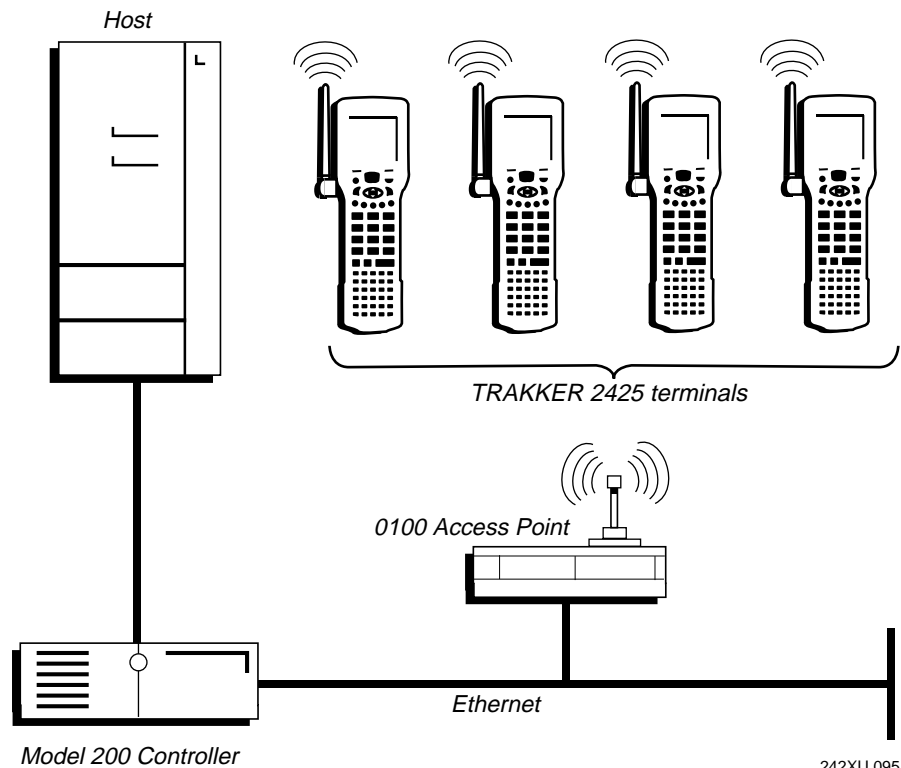 Host
TRAKKER 2425 terminals
0100 Access Point
Ethernet
Model 200 Controller
242XU.095